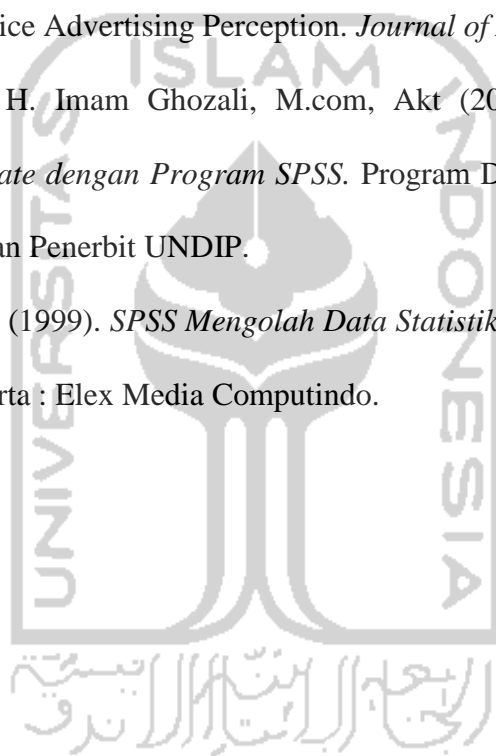 ice Advertising Perception. Journal of
H. Imam Ghozali, M.com, Akt (20
ate dengan Program SPSS. Program D
an Penerbit UNDIP.
(1999). SPSS Mengolah Data Statistik
rta : Elex Media Computindo.
ISLAM
UNIVERSITAS
INDONESIA